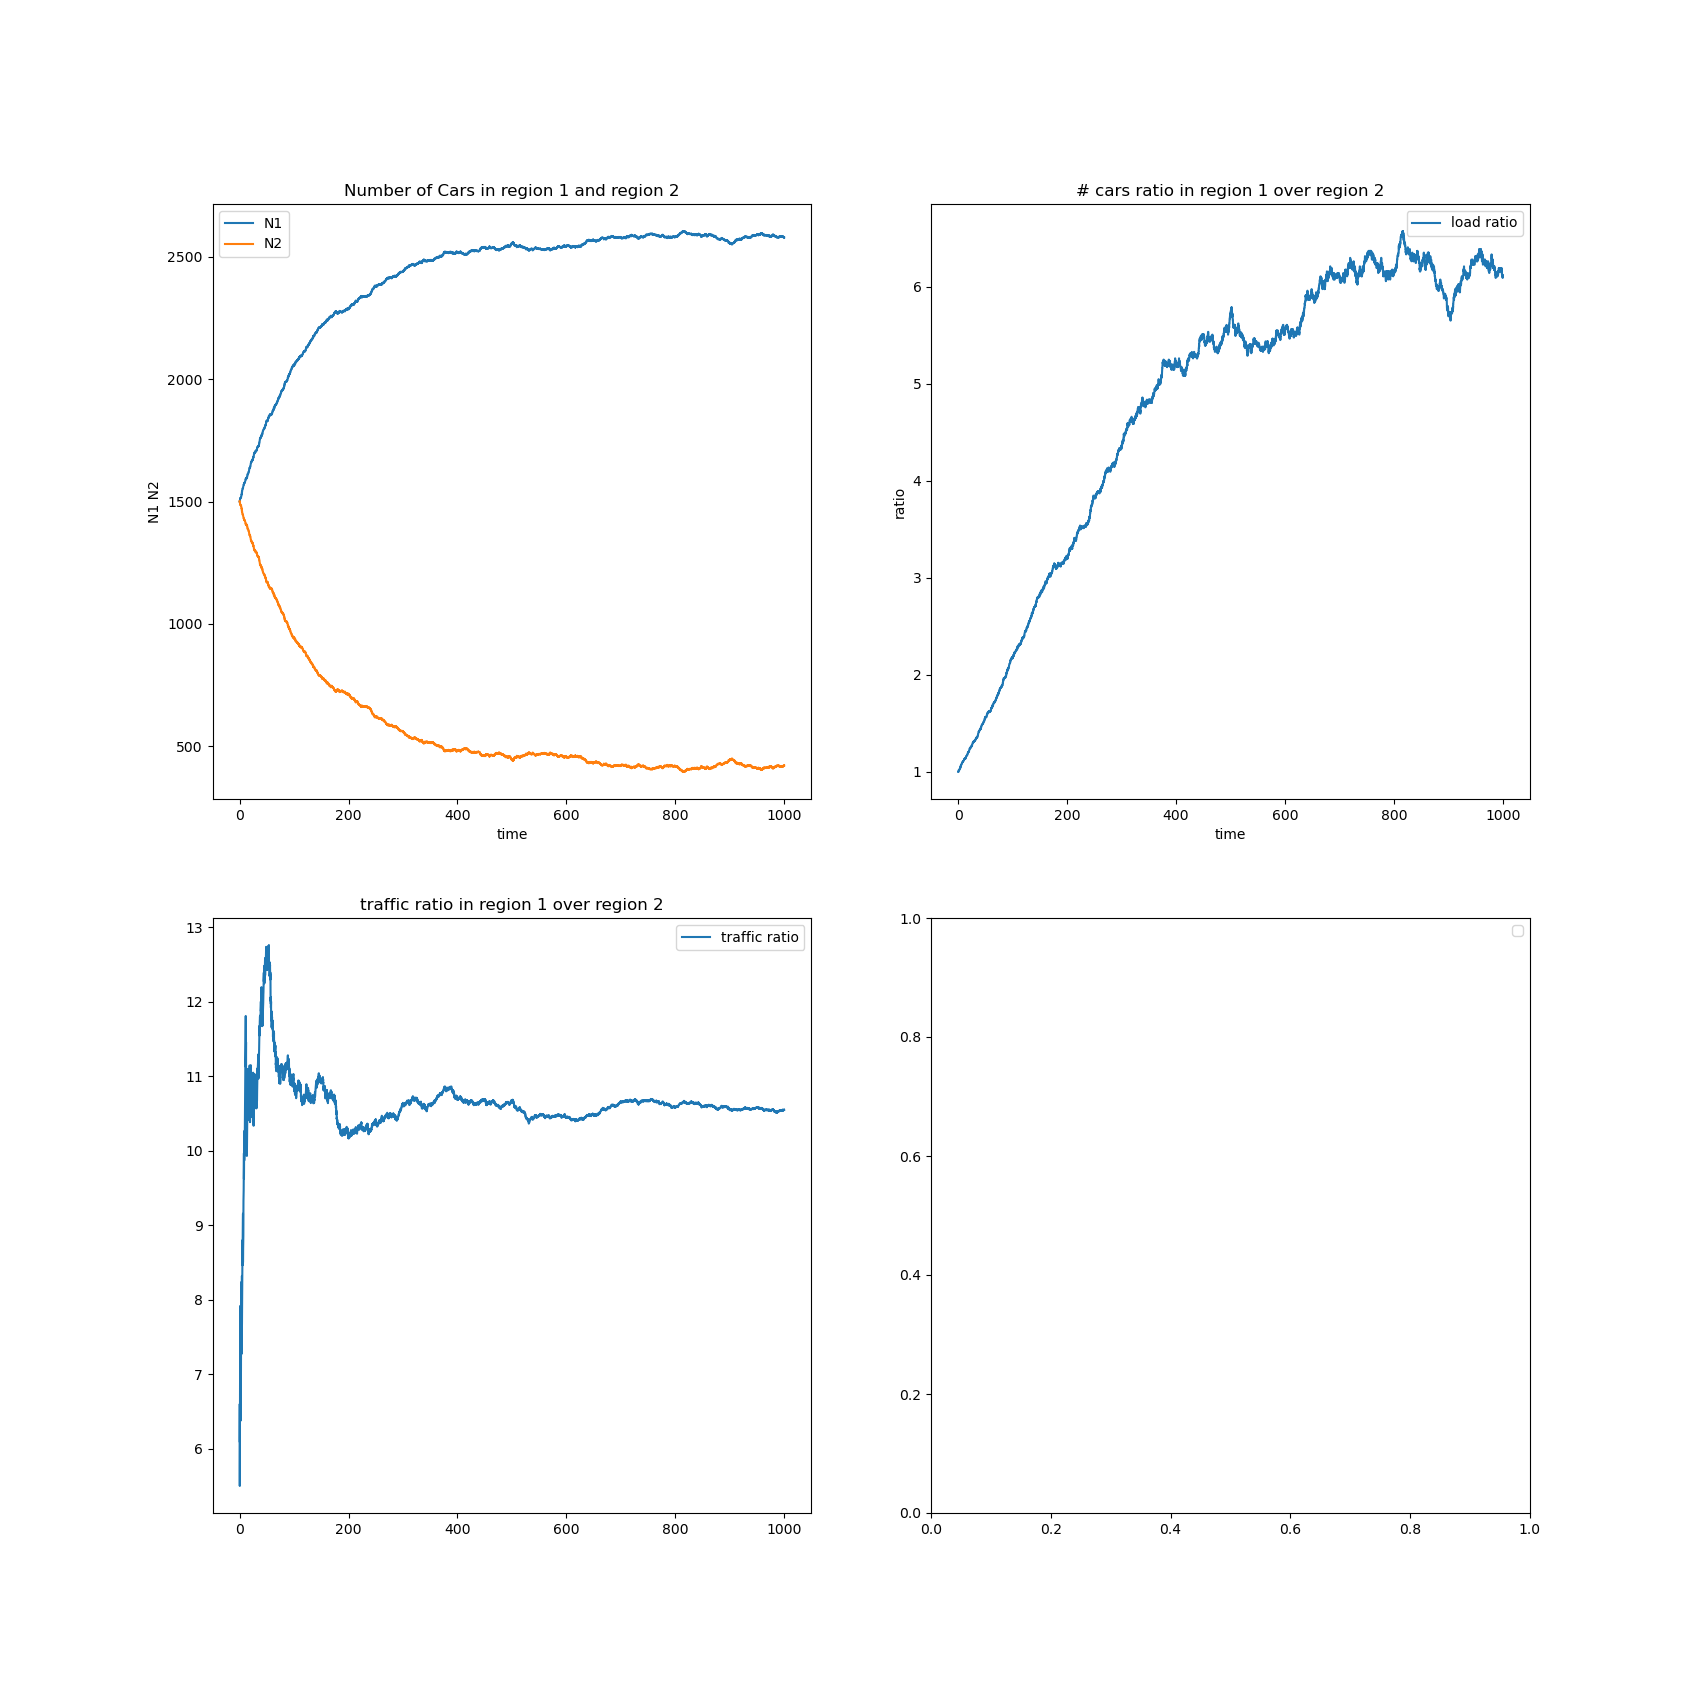 Number of Cars in region 1 and region 2
N1
N2
2500
2000
1500
1000
500
N1 N2
0 200 400 600 800 1000
time
# cars ratio in region 1 over region 2
load ratio
6
5
4
3
2
1
ratio
0 200 400 600 800 1000
time
traffic ratio in region 1 over region 2
traffic ratio
13
12
11
10
9
8
7
6
0 200 400 600 800 1000
1.0
0.8
0.6
0.4
0.2
0.0
0.0 0.2 0.4 0.6 0.8 1.0